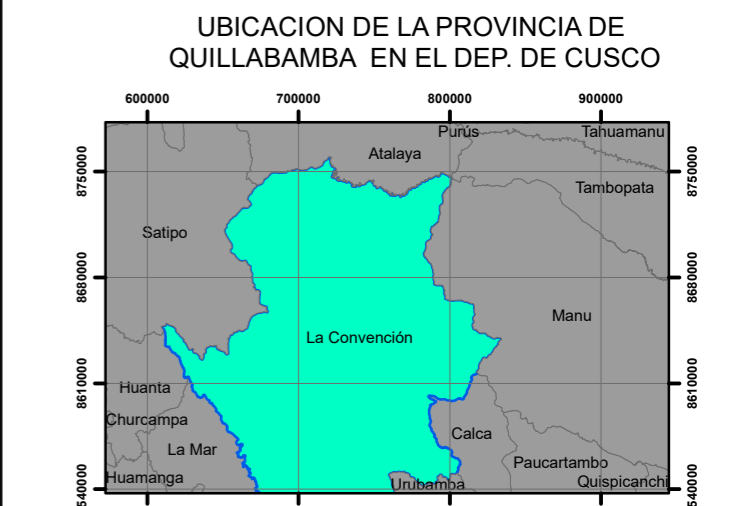 UBICACION DE LA PROVINCIA DE
QUILLABAMBA EN EL DEP. DE CUSCO
600000 700000 800000 900000
Purús Tahuamanu
Atalaya
8750000 8750000
Tambopata
Satipo
8680000 8680000
Manu
La Convención
8610000 8610000
Huanta
Churcampa
Calca
La Mar
Paucartambo
Huamanga Urubamba Quispicanchi
540000 540000